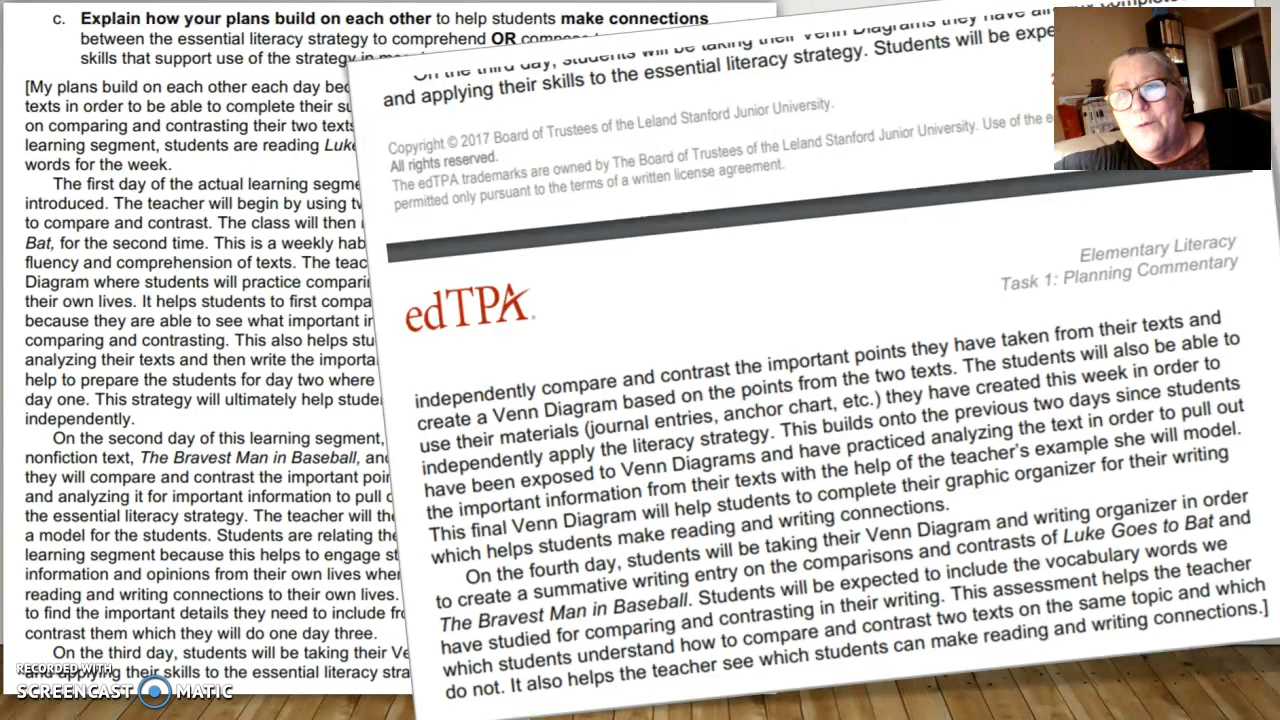 c. Explain how your plans build on each other to help students make connections
between the essential literacy strategy to comprehend OR
skills that support use of the strategy in
[My plans build on each other each day
texts in order to be able to complete their
on comparing and contrasting their two texts
learning segment, students are reading Luke
words for the week.
The first day of the actual learning
introduced. The teacher will begin by using
to compare and contrast. The class will then
Bat, for the second time. This is a weekly
fluency and comprehension of texts. The
Diagram where students will practice
their own lives. It helps students to first
because they are able to see what important
comparing and contrasting. This also helps
analyzing their texts and then write the
help to prepare the students for day two where
day one. This strategy will ultimately help
independently.
On the second day of this learning segment,
nonfiction text, The Bravest Man in Baseball,
they will compare and contrast the important
and analyzing it for important information to pull
the essential literacy strategy. The teacher will
a model for the students. Students are relating
learning segment because this helps to engage
information and opinions from their own lives
reading and writing connections to their own lives.
to find the important details they need to include
contrast them which they will do one day three.
On the third day, students will be taking their
and applying their skills to the essential literacy
On the third day, students will be taking their Venn Diagrams they have
and applying their skills to the essential literacy strategy. Students will be
Copyright © 2017 Board of Trustees of the Leland Stanford Junior University.
All rights reserved.
The edTPA trademarks are owned by The Board of Trustees of the Leland Stanford Junior University. Use of the
permitted only pursuant to the terms of a written license agreement.
edTPA
Elementary Literacy
Task 1: Planning Commentary
independently compare and contrast the important points they have taken from their texts and
create a Venn Diagram based on the points from the two texts. The students will also be able to
use their materials (journal entries, anchor chart, etc.) they have created this week in order to
independently apply the literacy strategy. This builds onto the previous two days since students
have been exposed to Venn Diagrams and have practiced analyzing the text in order to pull out
the important information from their texts with the help of the teacher's example she will model.
This final Venn Diagram will help students to complete their graphic organizer for their writing
which helps students make reading and writing connections.
On the fourth day, students will be taking their Venn Diagram and writing organizer in order
to create a summative writing entry on the comparisons and contrasts of Luke Goes to Bat and
The Bravest Man in Baseball. Students will be expected to include the vocabulary words we
have studied for comparing and contrasting in their writing. This assessment helps the teacher
which students understand how to compare and contrast two texts on the same topic and which
do not. It also helps the teacher see which students can make reading and writing connections.]
RECORDED WITH
SCREENCAST MATIC